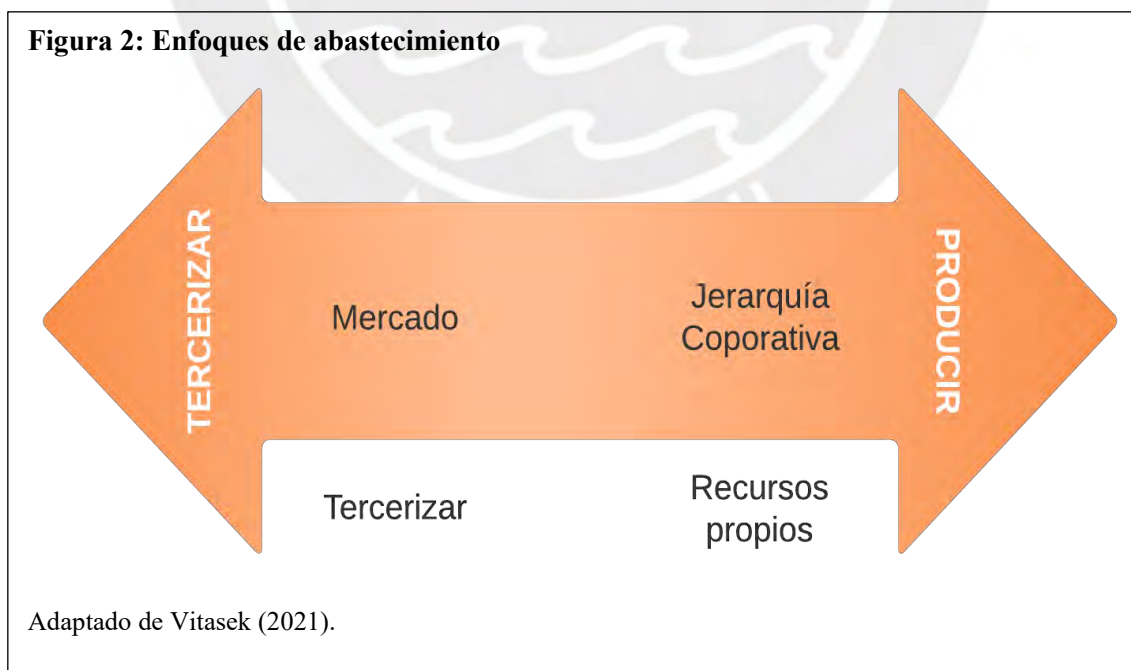 Figura 2: Enfoques de abastecimiento
TERCERIZAR
Mercado
Jerarquía
Coporativa
PRODUCIR
Tercerizar
Recursos
propios
Adaptado de Vitasek (2021).